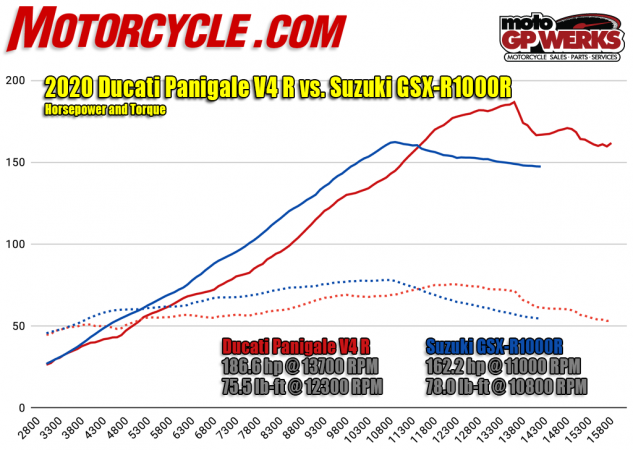 MOTORCYCLE.COM
moto
GP WERKS
MOTORCYCLE SALES · PARTS · SERVICES
2020 Ducati Panigale V4 R vs. Suzuki GSX-R1000R
Horsepower and Torque
200
150
100
50
0
Ducati Panigale V4 R
186.6 hp @ 13700 RPM
75.5 lb-ft @ 12300 RPM
Suzuki GSX-R1000R
162.2 hp @ 11000 RPM
78.0 lb-ft @ 10800 RPM
2800 3300 3800 4300 4800 5300 5800 6300 6800 7300 7800 8300 8800 9300 9800 10300 10800 11300 11800 12300 12800 13300 13800 14300 14800 15300 15800